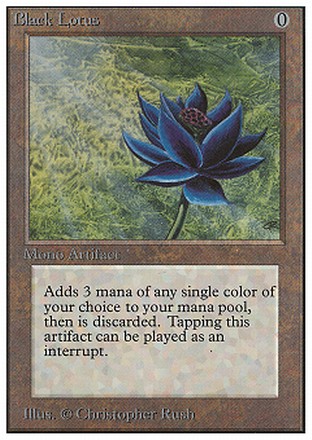 Black Lotus 0
Mono Artifact
Adds 3 mana of any single color of
your choice to your mana pool,
then is discarded. Tapping this
artifact can be played as an
interrupt.
Illus. © Christopher Rush